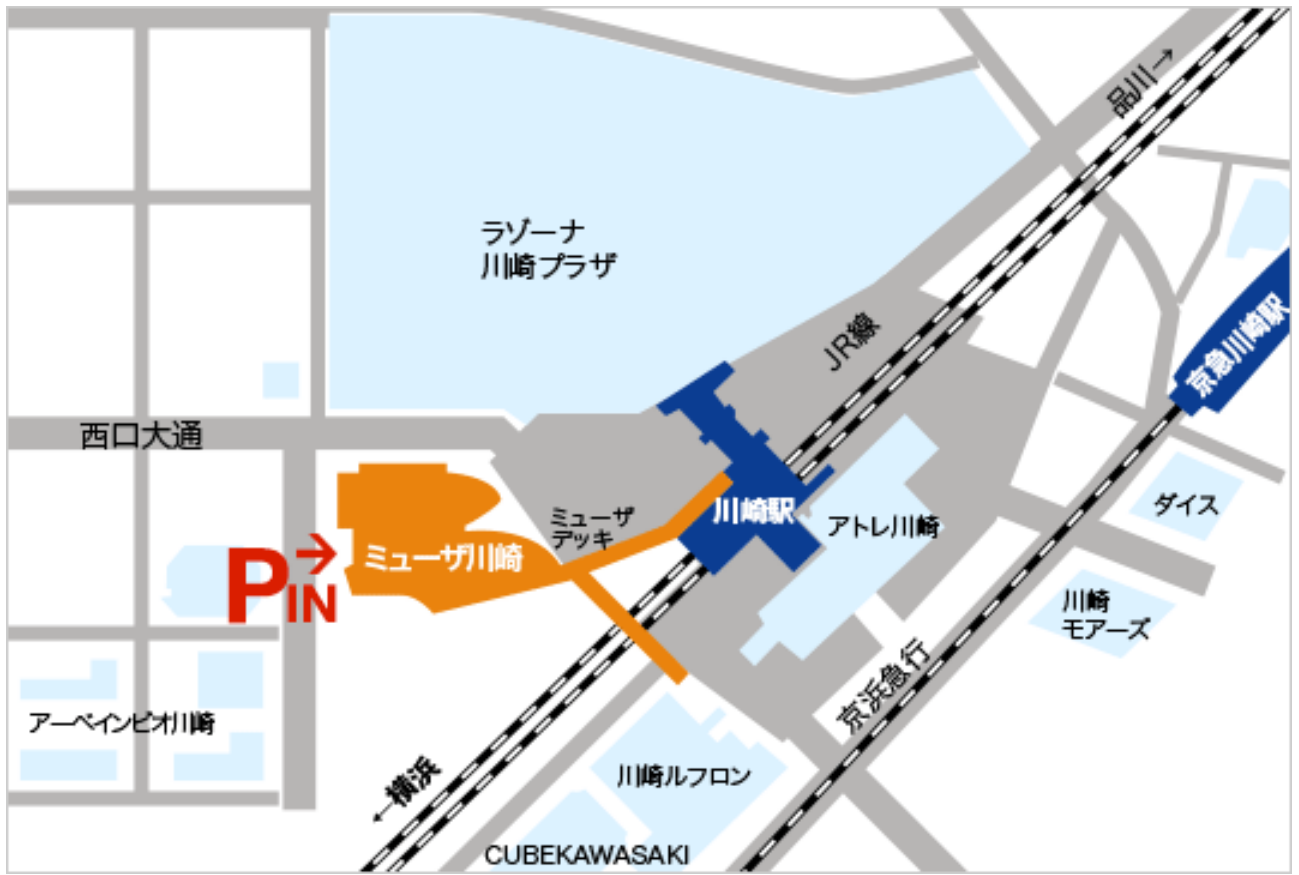 品川→
ラゾーナ
川崎プラザ
JR線
京急川崎駅
西口大通
ミューザ
デッキ
川崎駅
アトレ川崎
ダイス
P→
IN
ミューザ川崎
川崎
モアーズ
京浜急行
アーベインビオ川崎
←横浜
川崎ルフロン
CUBEKAWASAKI